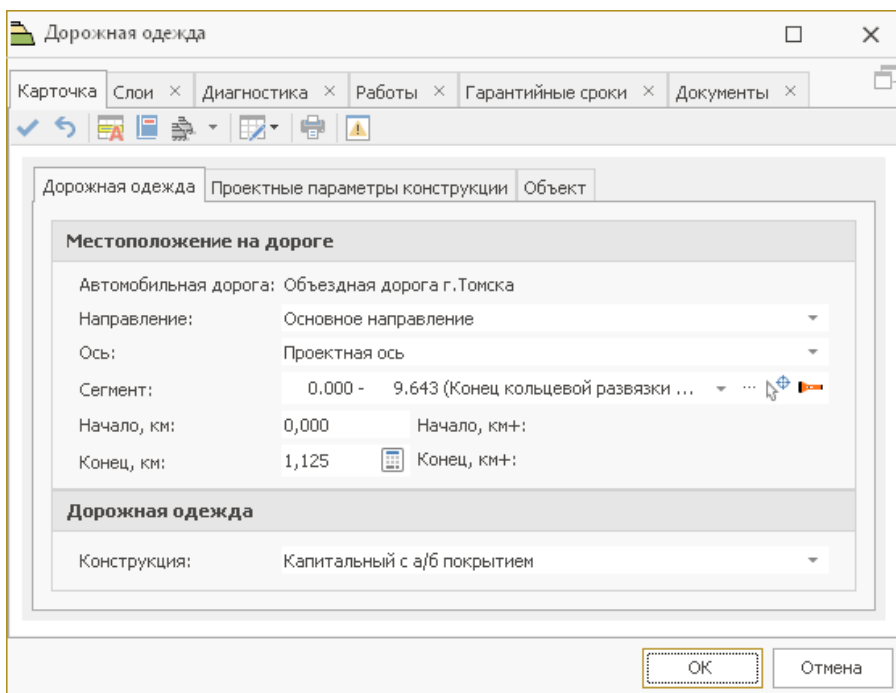 Дорожная одежда
Карточка Слои Диагностика Работы Гарантийные сроки Документы
Дорожная одежда Проектные параметры конструкции Объект
Местоположение на дороге
Автомобильная дорога: Объездная дорога г.Томска
Направление: Основное направление
Ось: Проектная ось
Сегмент: 0.000 - 9.643 (Конец кольцевой развязки ...
Начало, км: 0,000 Начало, км+:
Конец, км: 1,125 Конец, км+:
Дорожная одежда
Конструкция: Капитальный с а/б покрытием
ОК Отмена